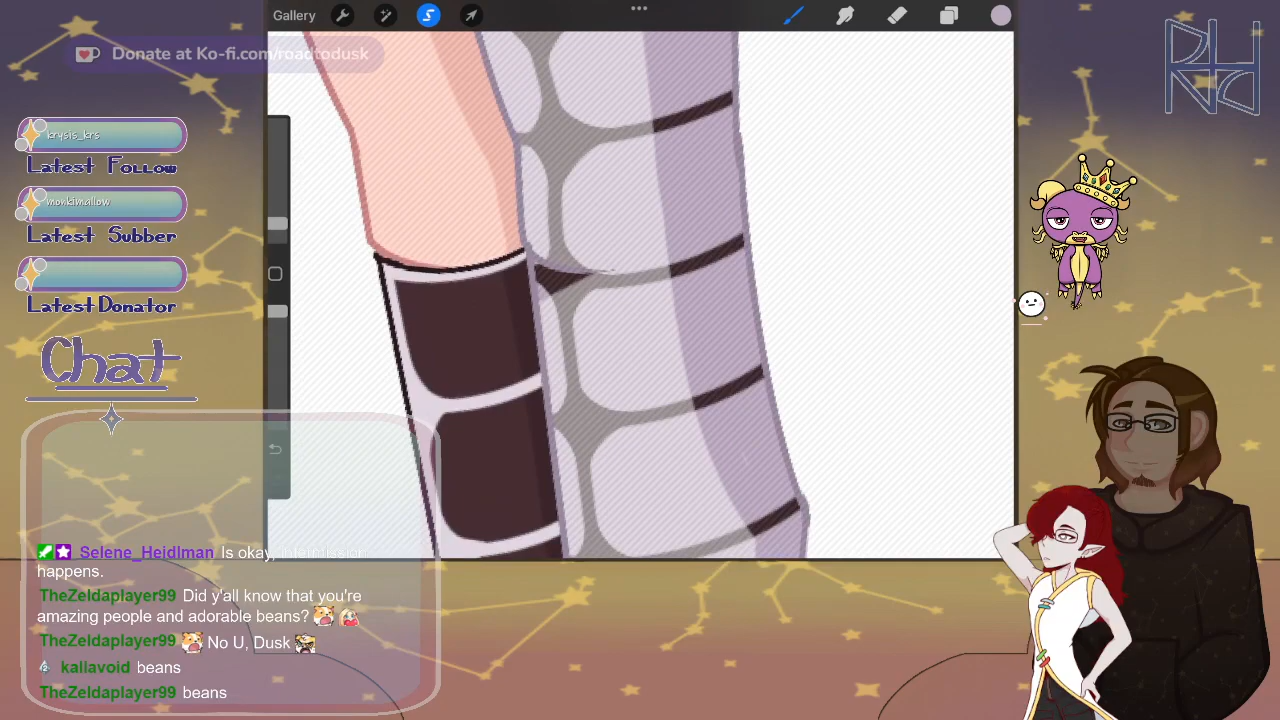 Gallery
Donate at Ko-fi.com/roadtodusk
krysis_krs
Latest Follow
monkimallow
Latest Subber
Latest Donator
Chat
Selene_Heidlman Is okay,
happens.
TheZeldaplayer99 Did y'all know that you're
amazing people and adorable beans?
TheZeldaplayer99 No U, Dusk
kallavoid beans
TheZeldaplayer99 beans